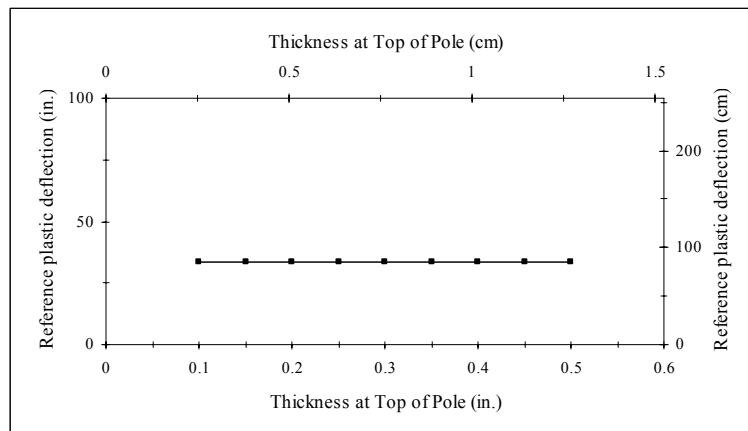 Thickness at Top of Pole (cm)
0 0.5 1 1.5
Reference plastic deflection (in.)
100
50
0
200
100
0
Reference plastic deflection (cm)
0 0.1 0.2 0.3 0.4 0.5 0.6
Thickness at Top of Pole (in.)